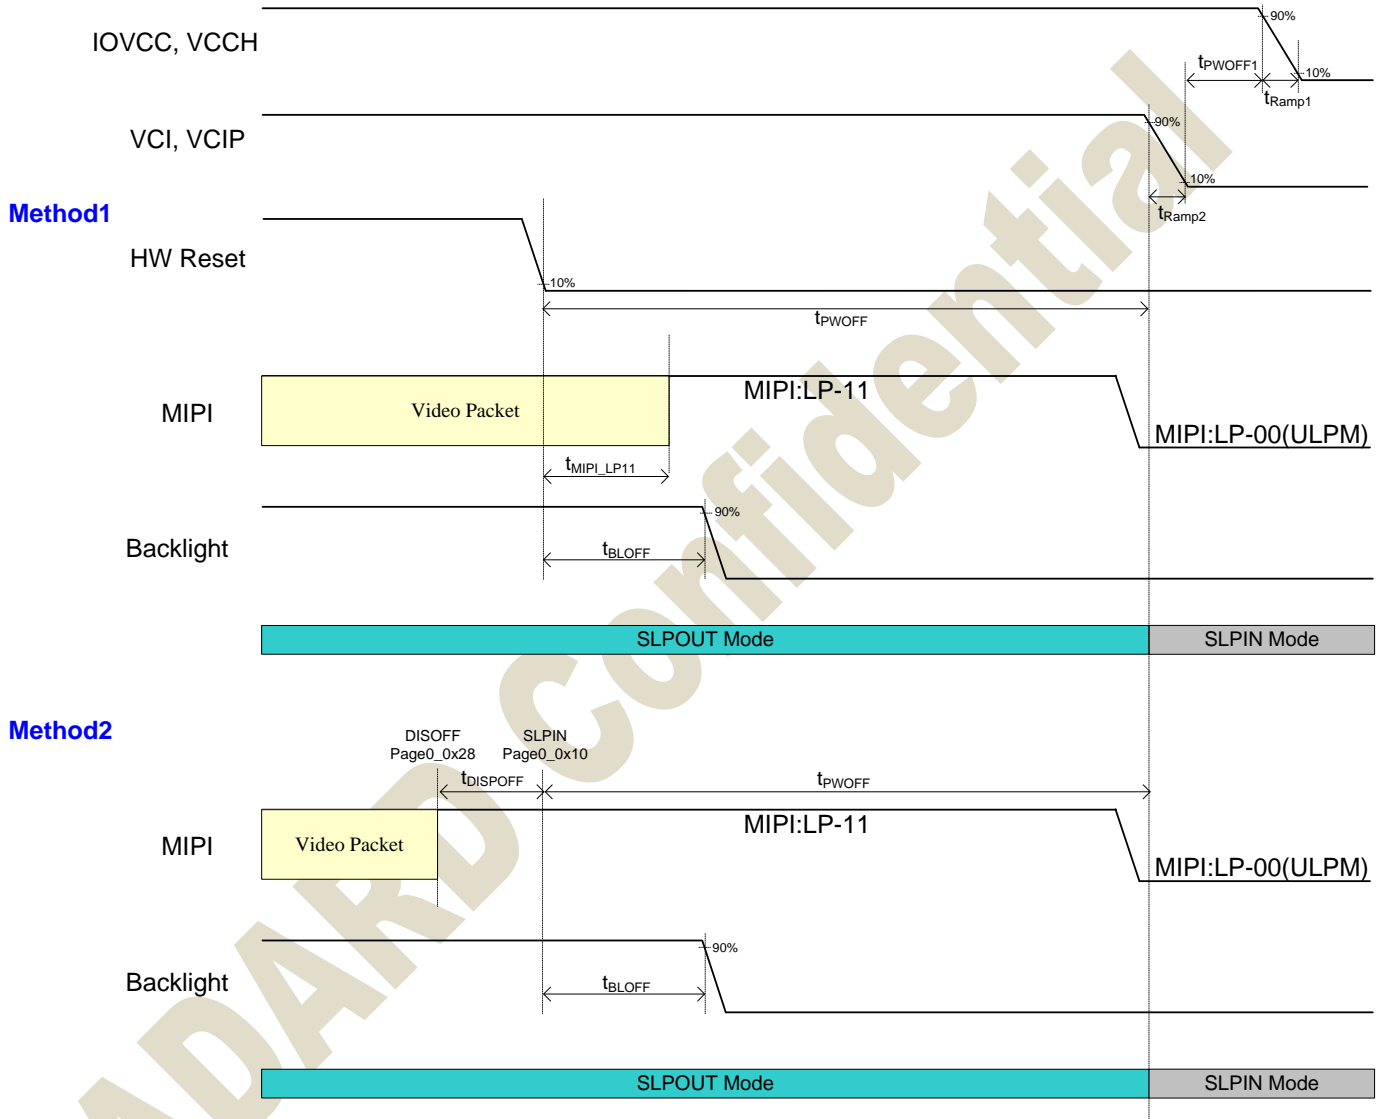 90%
IOVCC, VCCH
tPWOFF1
10%
tRamp1
90%
VCI, VCIP
10%
Method1
tRamp2
HW Reset
10%
tPWOFF
MIPI:LP-11
MIPI
Video Packet
MIPI:LP-00(ULPM)
tMIPI_LP11
90%
Backlight
tBLOFF
SLPOUT Mode
SLPIN Mode
Method2
DISOFF
Page0_0x28
SLPIN
Page0_0x10
tDISPOFF
tPWOFF
MIPI:LP-11
MIPI
Video Packet
MIPI:LP-00(ULPM)
90%
Backlight
tBLOFF
SLPOUT Mode
SLPIN Mode
ADARD Confidential